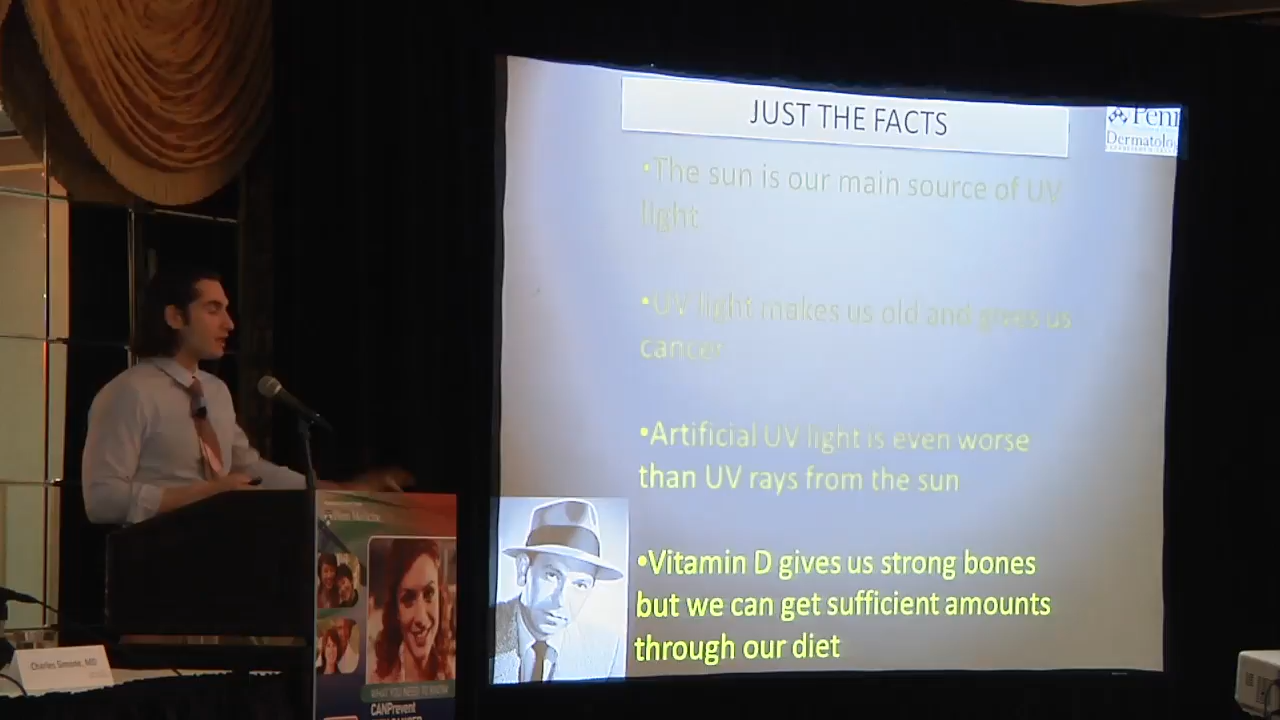 JUST THE FACTS
Penn
Dermatolo
•The sun is our main source of UV
light
•UV light makes us old and gives us
cancer
•Artificial UV light is even worse
than UV rays from the sun
•Vitamin D gives us strong bones
but we can get sufficient amounts
through our diet
Charles Simone, MD
WHAT YOU NEED TO KNOW
CANPrevent